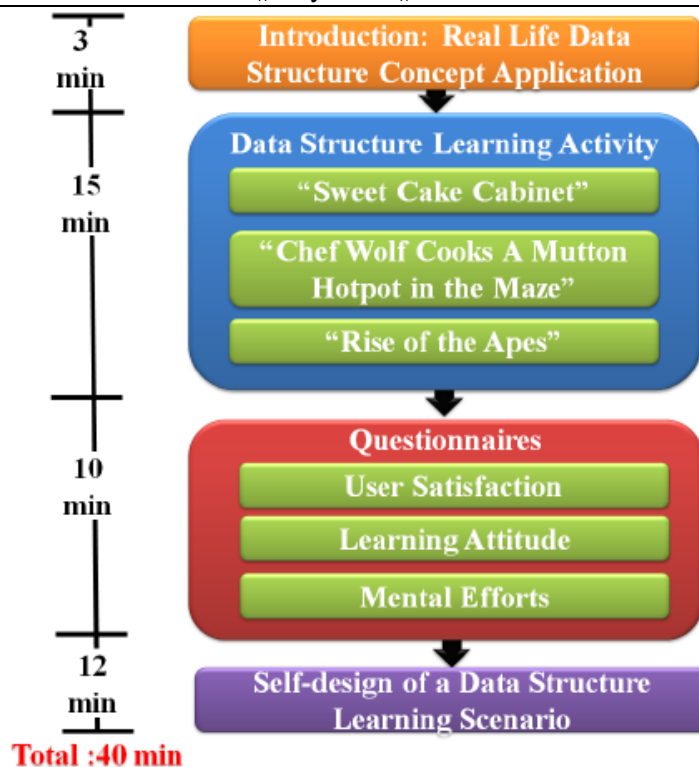 3
min
Introduction: Real Life Data
Structure Concept Application
15
min
Data Structure Learning Activity
“Sweet Cake Cabinet”
“Chef Wolf Cooks A Mutton
Hotpot in the Maze”
“Rise of the Apes”
10
min
Questionnaires
User Satisfaction
Learning Attitude
Mental Efforts
12
min
Self-design of a Data Structure
Learning Scenario
Total :40 min